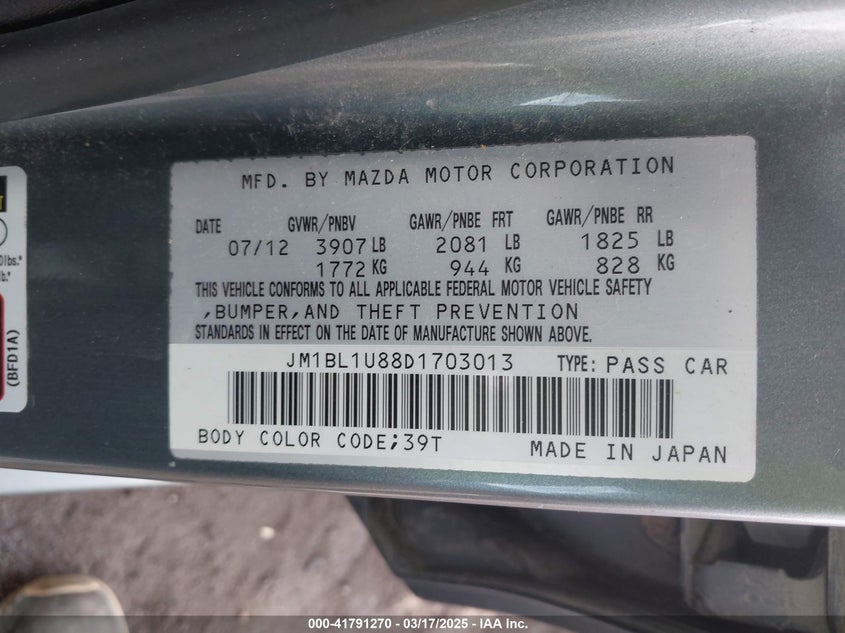 MFD. BY MAZDA MOTOR CORPORATION
DATE GVWR/PNBV GAWR/PNBE FRT GAWR/PNBE RR
07/12 3907 LB 2081 LB 1825 LB
1772 KG 944 KG 828 KG
THIS VEHICLE CONFORMS TO ALL APPLICABLE FEDERAL MOTOR VEHICLE SAFETY
,BUMPER,AND THEFT PREVENTION
STANDARDS IN EFFECT ON THE DATE OF MANUFACTURE SHOWN ABOVE.
JM1BL1U88D1703013 TYPE: PASS CAR
BODY COLOR CODE;39T MADE IN JAPAN
(BFD1A)
000-41791270 — 03/17/2025 — IAA Inc.